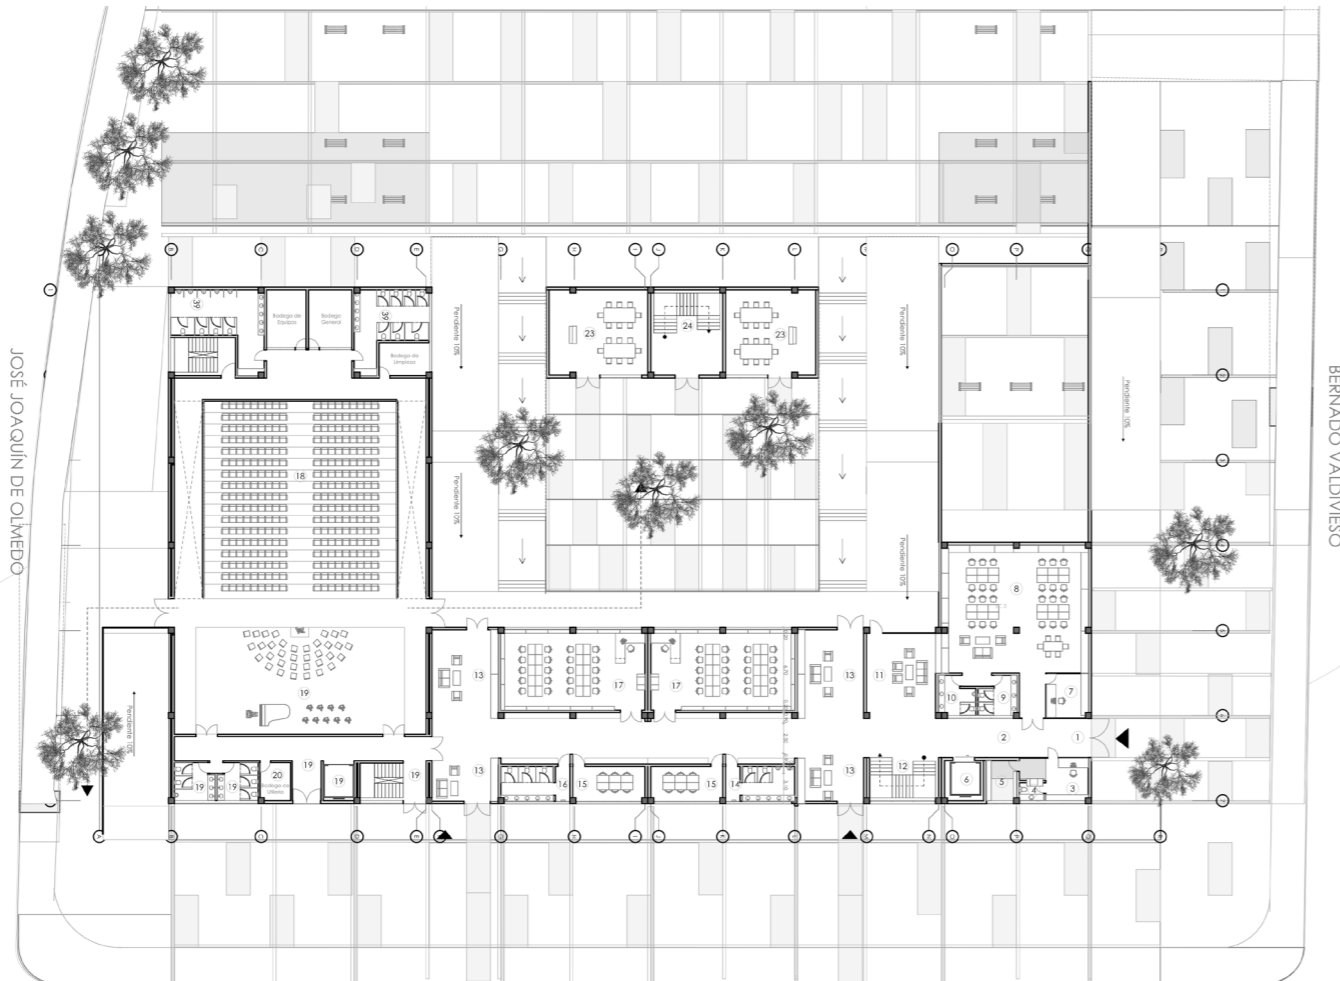 B C D E G H I J K L M O P Q R
1
39
Bodega de
Equipos
Bodega
General
39
Bodega de
Limpieza
Pendiente 10%
23
24
23
Pendiente 10%
Pendiente 10%
JOSÉ JOAQUÍN DE OLMEDO
BERNADO VALDIVIESO
18
Pendiente 10%
Pendiente 10%
8
19
13
17
17
13
11
10
9
7
Pendiente 10%
2
1
19
19
20
19
19
19
13
16
15
15
14
13
12
6
5
4
3
A B C D E G H I J K L M N O P Q R